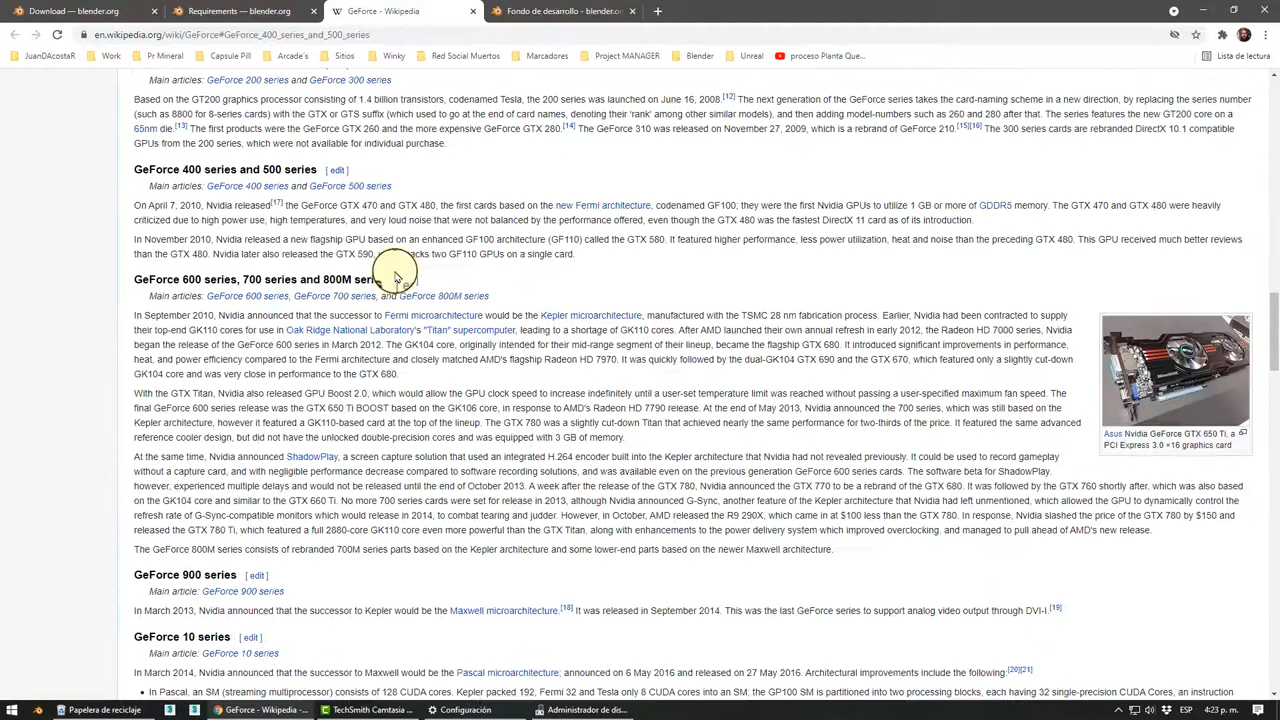 Download — blender.org
Requirements — blender.org
GeForce - Wikipedia
Fondo de desarrollo - blender.org
en.wikipedia.org/wiki/GeForce#GeForce_400_series_and_500_series
JuanDAcostaR
Pr Mineral
Capsule Pill
Arcade's
Sitios
Winky
Red Social Muertos
Marcadores
Project MANAGER
Blender
Unreal
proceso Planta Que...
Lista de lectura
Main articles: GeForce 200 series and GeForce 300 series
Based on the GT200 graphics processor consisting of 1.4 billion transistors, codenamed Tesla, the 200 series was launched on June 16, 2008.[12] The next generation of the GeForce series takes the card-naming scheme in a new direction, by replacing the series number
(such as 8800 for 8-series cards) with the GTX or GTS suffix (which used to go at the end of card names, denoting their 'rank' among other similar models), and then adding model-numbers such as 260 and 280 after that. The series features the new GT200 core on a
65nm die.[13] The first products were the GeForce GTX 260 and the more expensive GeForce GTX 280.[14] The GeForce 310 was released on November 27, 2009, which is a rebrand of GeForce 210.[15][16] The 300 series cards are rebranded DirectX 10.1 compatible
GPUs from the 200 series, which were not available for individual purchase.
GeForce 400 series and 500 series [ edit ]
Main articles: GeForce 400 series and GeForce 500 series
On April 7, 2010, Nvidia released[17] the GeForce GTX 470 and GTX 480, the first cards based on the new Fermi architecture, codenamed GF100; they were the first Nvidia GPUs to utilize 1 GB or more of GDDR5 memory. The GTX 470 and GTX 480 were heavily
criticized due to high power use, high temperatures, and very loud noise that were not balanced by the performance offered, even though the GTX 480 was the fastest DirectX 11 card as of its introduction.
In November 2010, Nvidia released a new flagship GPU based on an enhanced GF100 architecture (GF110) called the GTX 580. It featured higher performance, less power utilization, heat and noise than the preceding GTX 480. This GPU received much better reviews
than the GTX 480. Nvidia later also released the GTX 590, packs two GF110 GPUs on a single card.
GeForce 600 series, 700 series and 800M seri
Main articles: GeForce 600 series, GeForce 700 series, and GeForce 800M series
In September 2010, Nvidia announced that the successor to Fermi microarchitecture would be the Kepler microarchitecture, manufactured with the TSMC 28 nm fabrication process. Earlier, Nvidia had been contracted to supply
their top-end GK110 cores for use in Oak Ridge National Laboratory's "Titan" supercomputer, leading to a shortage of GK110 cores. After AMD launched their own annual refresh in early 2012, the Radeon HD 7000 series, Nvidia
began the release of the GeForce 600 series in March 2012. The GK104 core, originally intended for their mid-range segment of their lineup, became the flagship GTX 680. It introduced significant improvements in performance,
heat, and power efficiency compared to the Fermi architecture and closely matched AMD's flagship Radeon HD 7970. It was quickly followed by the dual-GK104 GTX 690 and the GTX 670, which featured only a slightly cut-down
GK104 core and was very close in performance to the GTX 680.
With the GTX Titan, Nvidia also released GPU Boost 2.0, which would allow the GPU clock speed to increase indefinitely until a user-set temperature limit was reached without passing a user-specified maximum fan speed. The
final GeForce 600 series release was the GTX 650 Ti BOOST based on the GK106 core, in response to AMD's Radeon HD 7790 release. At the end of May 2013, Nvidia announced the 700 series, which was still based on the
Kepler architecture, however it featured a GK110-based card at the top of the lineup. The GTX 780 was a slightly cut-down Titan that achieved nearly the same performance for two-thirds of the price. It featured the same advanced
reference cooler design, but did not have the unlocked double-precision cores and was equipped with 3 GB of memory.
Asus Nvidia GeForce GTX 650 Ti, a
PCI Express 3.0 ×16 graphics card
At the same time, Nvidia announced ShadowPlay, a screen capture solution that used an integrated H.264 encoder built into the Kepler architecture that Nvidia had not revealed previously. It could be used to record gameplay
without a capture card, and with negligible performance decrease compared to software recording solutions, and was available even on the previous generation GeForce 600 series cards. The software beta for ShadowPlay,
however, experienced multiple delays and would not be released until the end of October 2013. A week after the release of the GTX 780, Nvidia announced the GTX 770 to be a rebrand of the GTX 680. It was followed by the GTX 760 shortly after, which was also based
on the GK104 core and similar to the GTX 660 Ti. No more 700 series cards were set for release in 2013, although Nvidia announced G-Sync, another feature of the Kepler architecture that Nvidia had left unmentioned, which allowed the GPU to dynamically control the
refresh rate of G-Sync-compatible monitors which would release in 2014, to combat tearing and judder. However, in October, AMD released the R9 290X, which came in at $100 less than the GTX 780. In response, Nvidia slashed the price of the GTX 780 by $150 and
released the GTX 780 Ti, which featured a full 2880-core GK110 core even more powerful than the GTX Titan, along with enhancements to the power delivery system which improved overclocking, and managed to pull ahead of AMD's new release.
The GeForce 800M series consists of rebranded 700M series parts based on the Kepler architecture and some lower-end parts based on the newer Maxwell architecture.
GeForce 900 series [ edit ]
Main article: GeForce 900 series
In March 2013, Nvidia announced that the successor to Kepler would be the Maxwell microarchitecture.[18] It was released in September 2014. This was the last GeForce series to support analog video output through DVI-I.[19]
GeForce 10 series [ edit ]
Main article: GeForce 10 series
In March 2014, Nvidia announced that the successor to Maxwell would be the Pascal microarchitecture; announced on 6 May 2016 and released on 27 May 2016. Architectural improvements include the following:[20][21]
• In Pascal, an SM (streaming multiprocessor) consists of 128 CUDA cores. Kepler packed 192, Fermi 32 and Tesla only 8 CUDA cores into an SM; the GP100 SM is partitioned into two processing blocks, each having 32 single-precision CUDA Cores, an instruction
Papelera de reciclaje
3
3
GeForce - Wikipedia -...
TechSmith Camtasia ...
Configuración
Administrador de dis...
ESP
4:23 p. m.